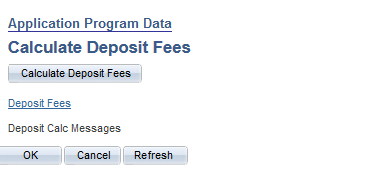 Application Program Data
Calculate Deposit Fees
Calculate Deposit Fees
Deposit Fees
Deposit Calc Messages
OK Cancel Refresh